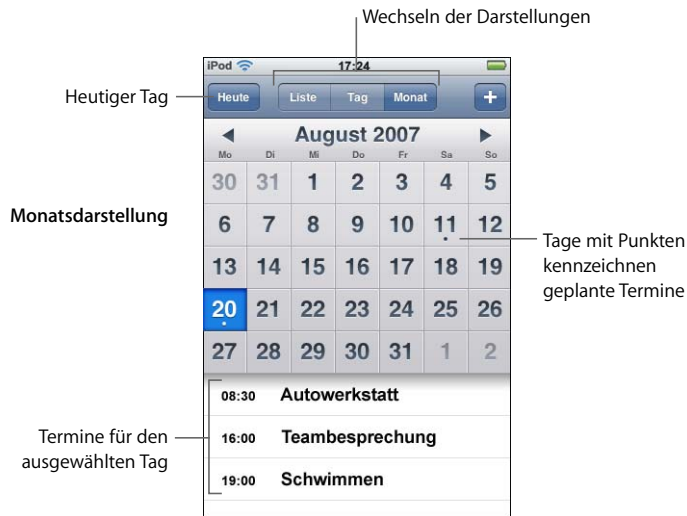 Wechseln der Darstellungen
iPod 17:24
Heutiger Tag
Heute Liste Tag Monat +
August 2007
Mo Di Mi Do Fr Sa So
30 31 1 2 3 4 5
Monatsdarstellung
6 7 8 9 10 11 12
Tage mit Punkten
kennzeichnen
geplante Termine
13 14 15 16 17 18 19
20 21 22 23 24 25 26
27 28 29 30 31 1 2
08:30 Autowerkstatt
Termine für den
ausgewählten Tag
16:00 Teambesprechung
19:00 Schwimmen